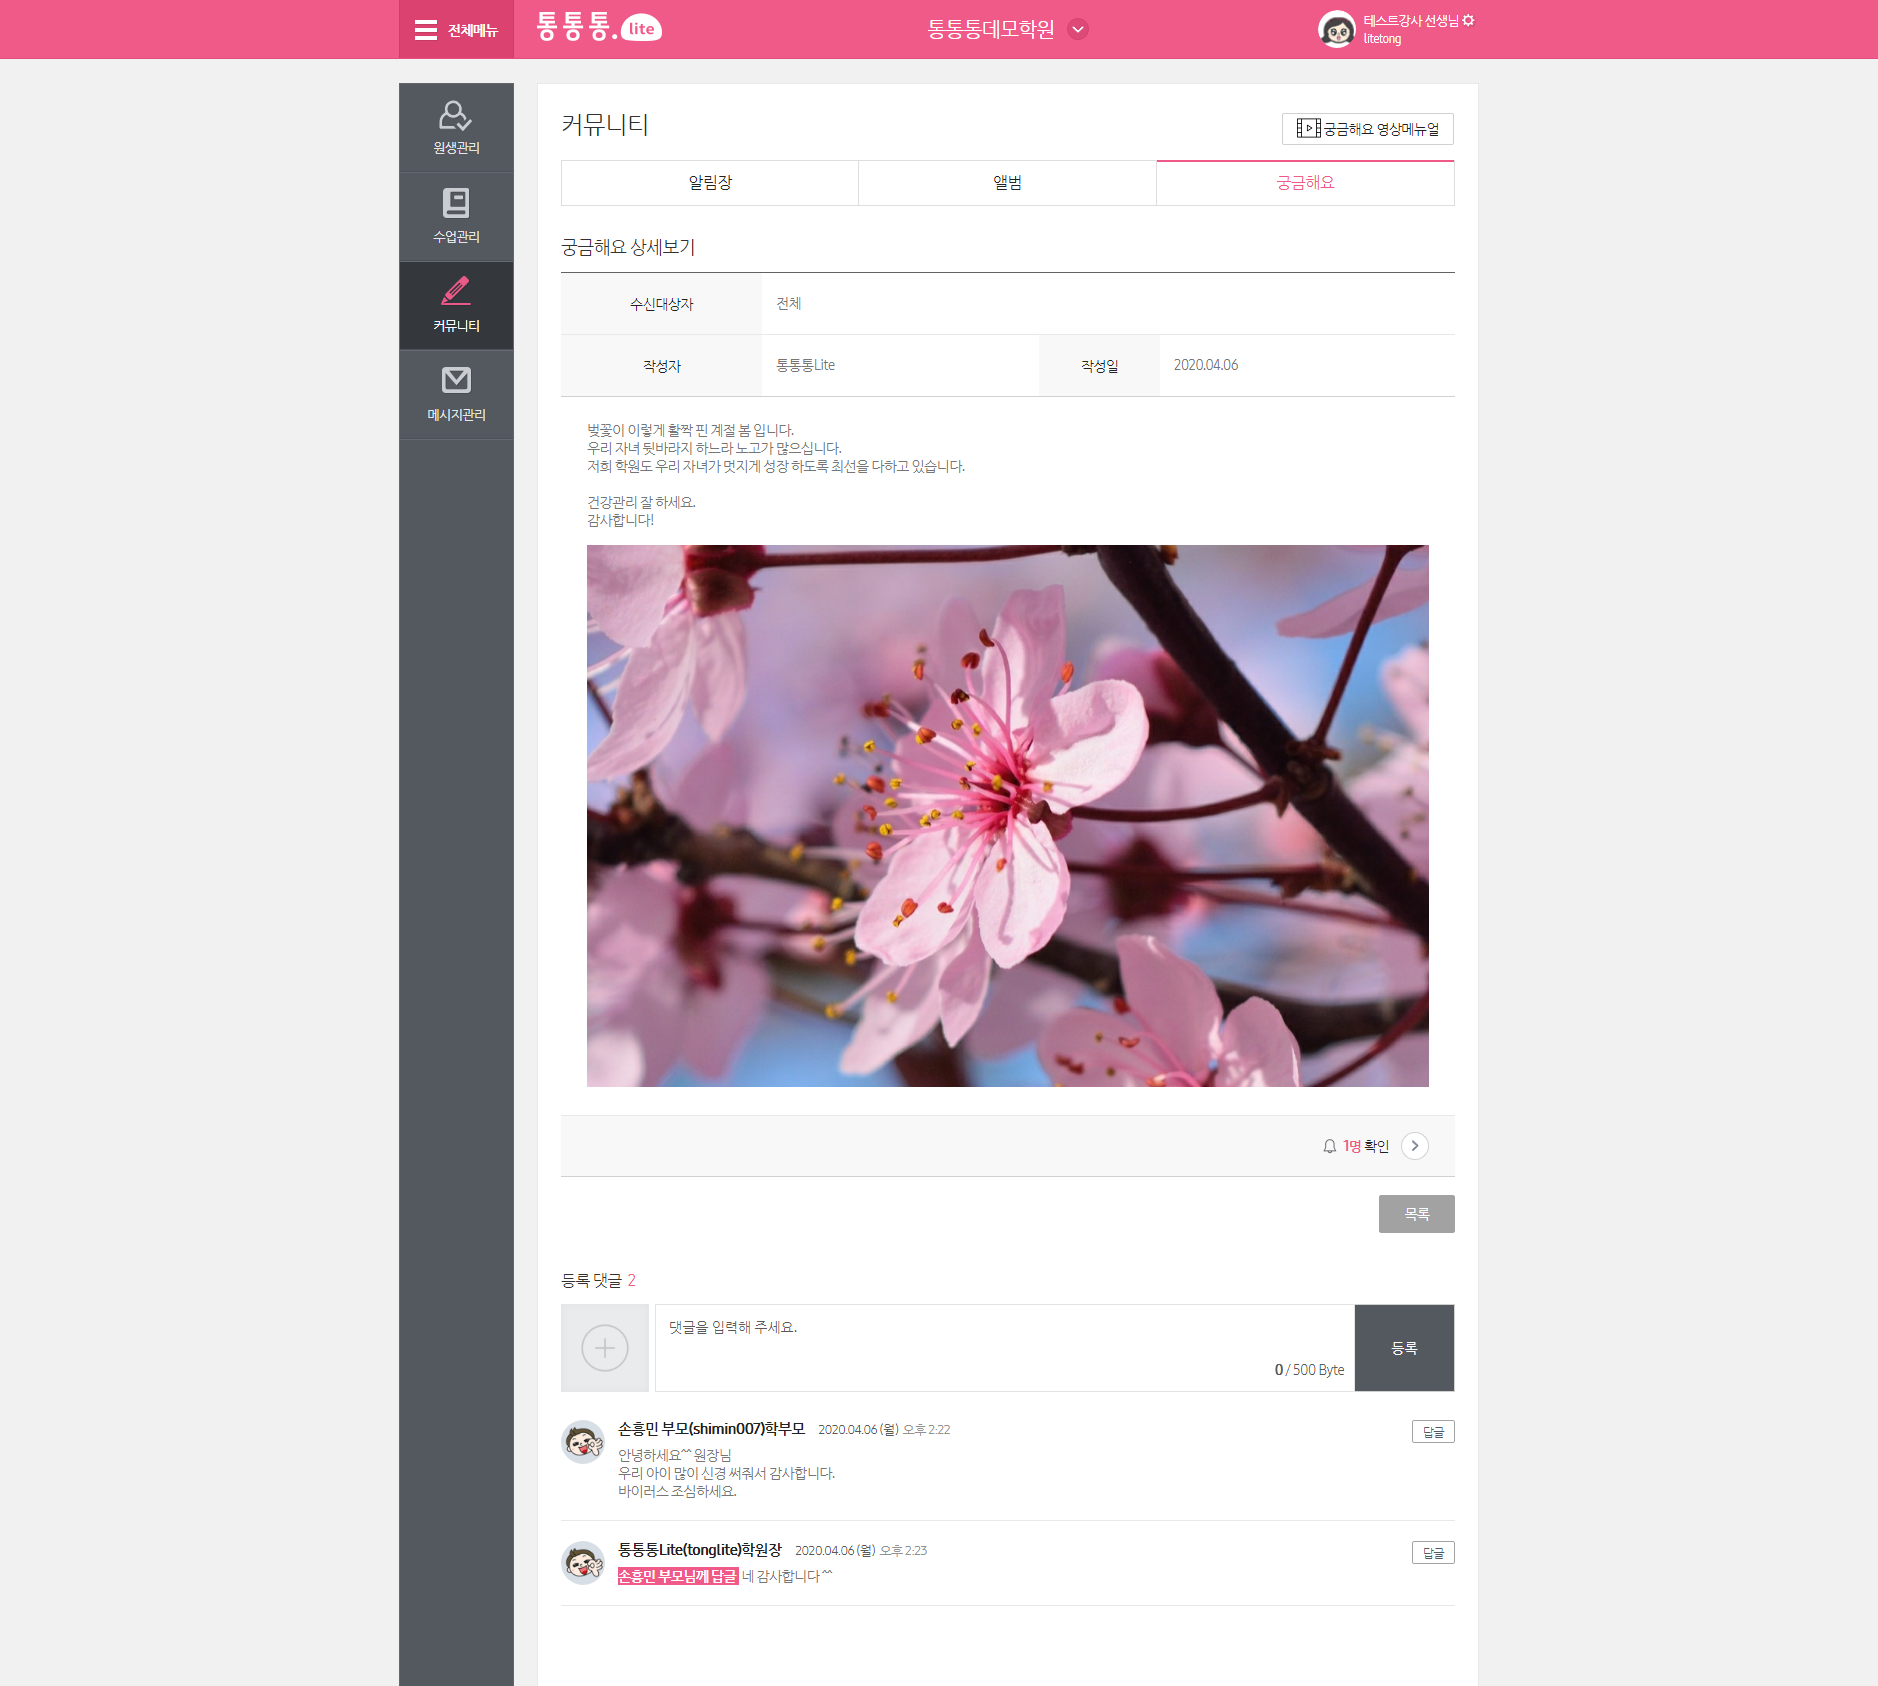 전체메뉴
통통통.lite
통통통데모학원
테스트강사 선생님
litetong
원생관리
수업관리
커뮤니티
메시지관리
커뮤니티
궁금해요 영상메뉴얼
알림장
앨범
궁금해요
궁금해요 상세보기
수신대상자 전체
작성자 통통통Lite 작성일 2020.04.06
벚꽃이 이렇게 활짝 핀 계절 봄 입니다.
우리 자녀 뒷바라지 하느라 노고가 많으십니다.
저희 학원도 우리 자녀가 멋지게 성장 하도록 최선을 다하고 있습니다.
건강관리 잘 하세요.
감사합니다!
1명 확인
목록
등록 댓글 2
댓글을 입력해 주세요.
0 / 500 Byte
등록
손흥민 부모(shimin007)학부모 2020.04.06 (월) 오후 2:22
답글
안녕하세요^^ 원장님
우리 아이 많이 신경 써줘서 감사합니다.
바이러스 조심하세요.
통통통Lite(tonglite)학원장 2020.04.06 (월) 오후 2:23
답글
손흥민 부모님께 답글 네 감사합니다 ^^